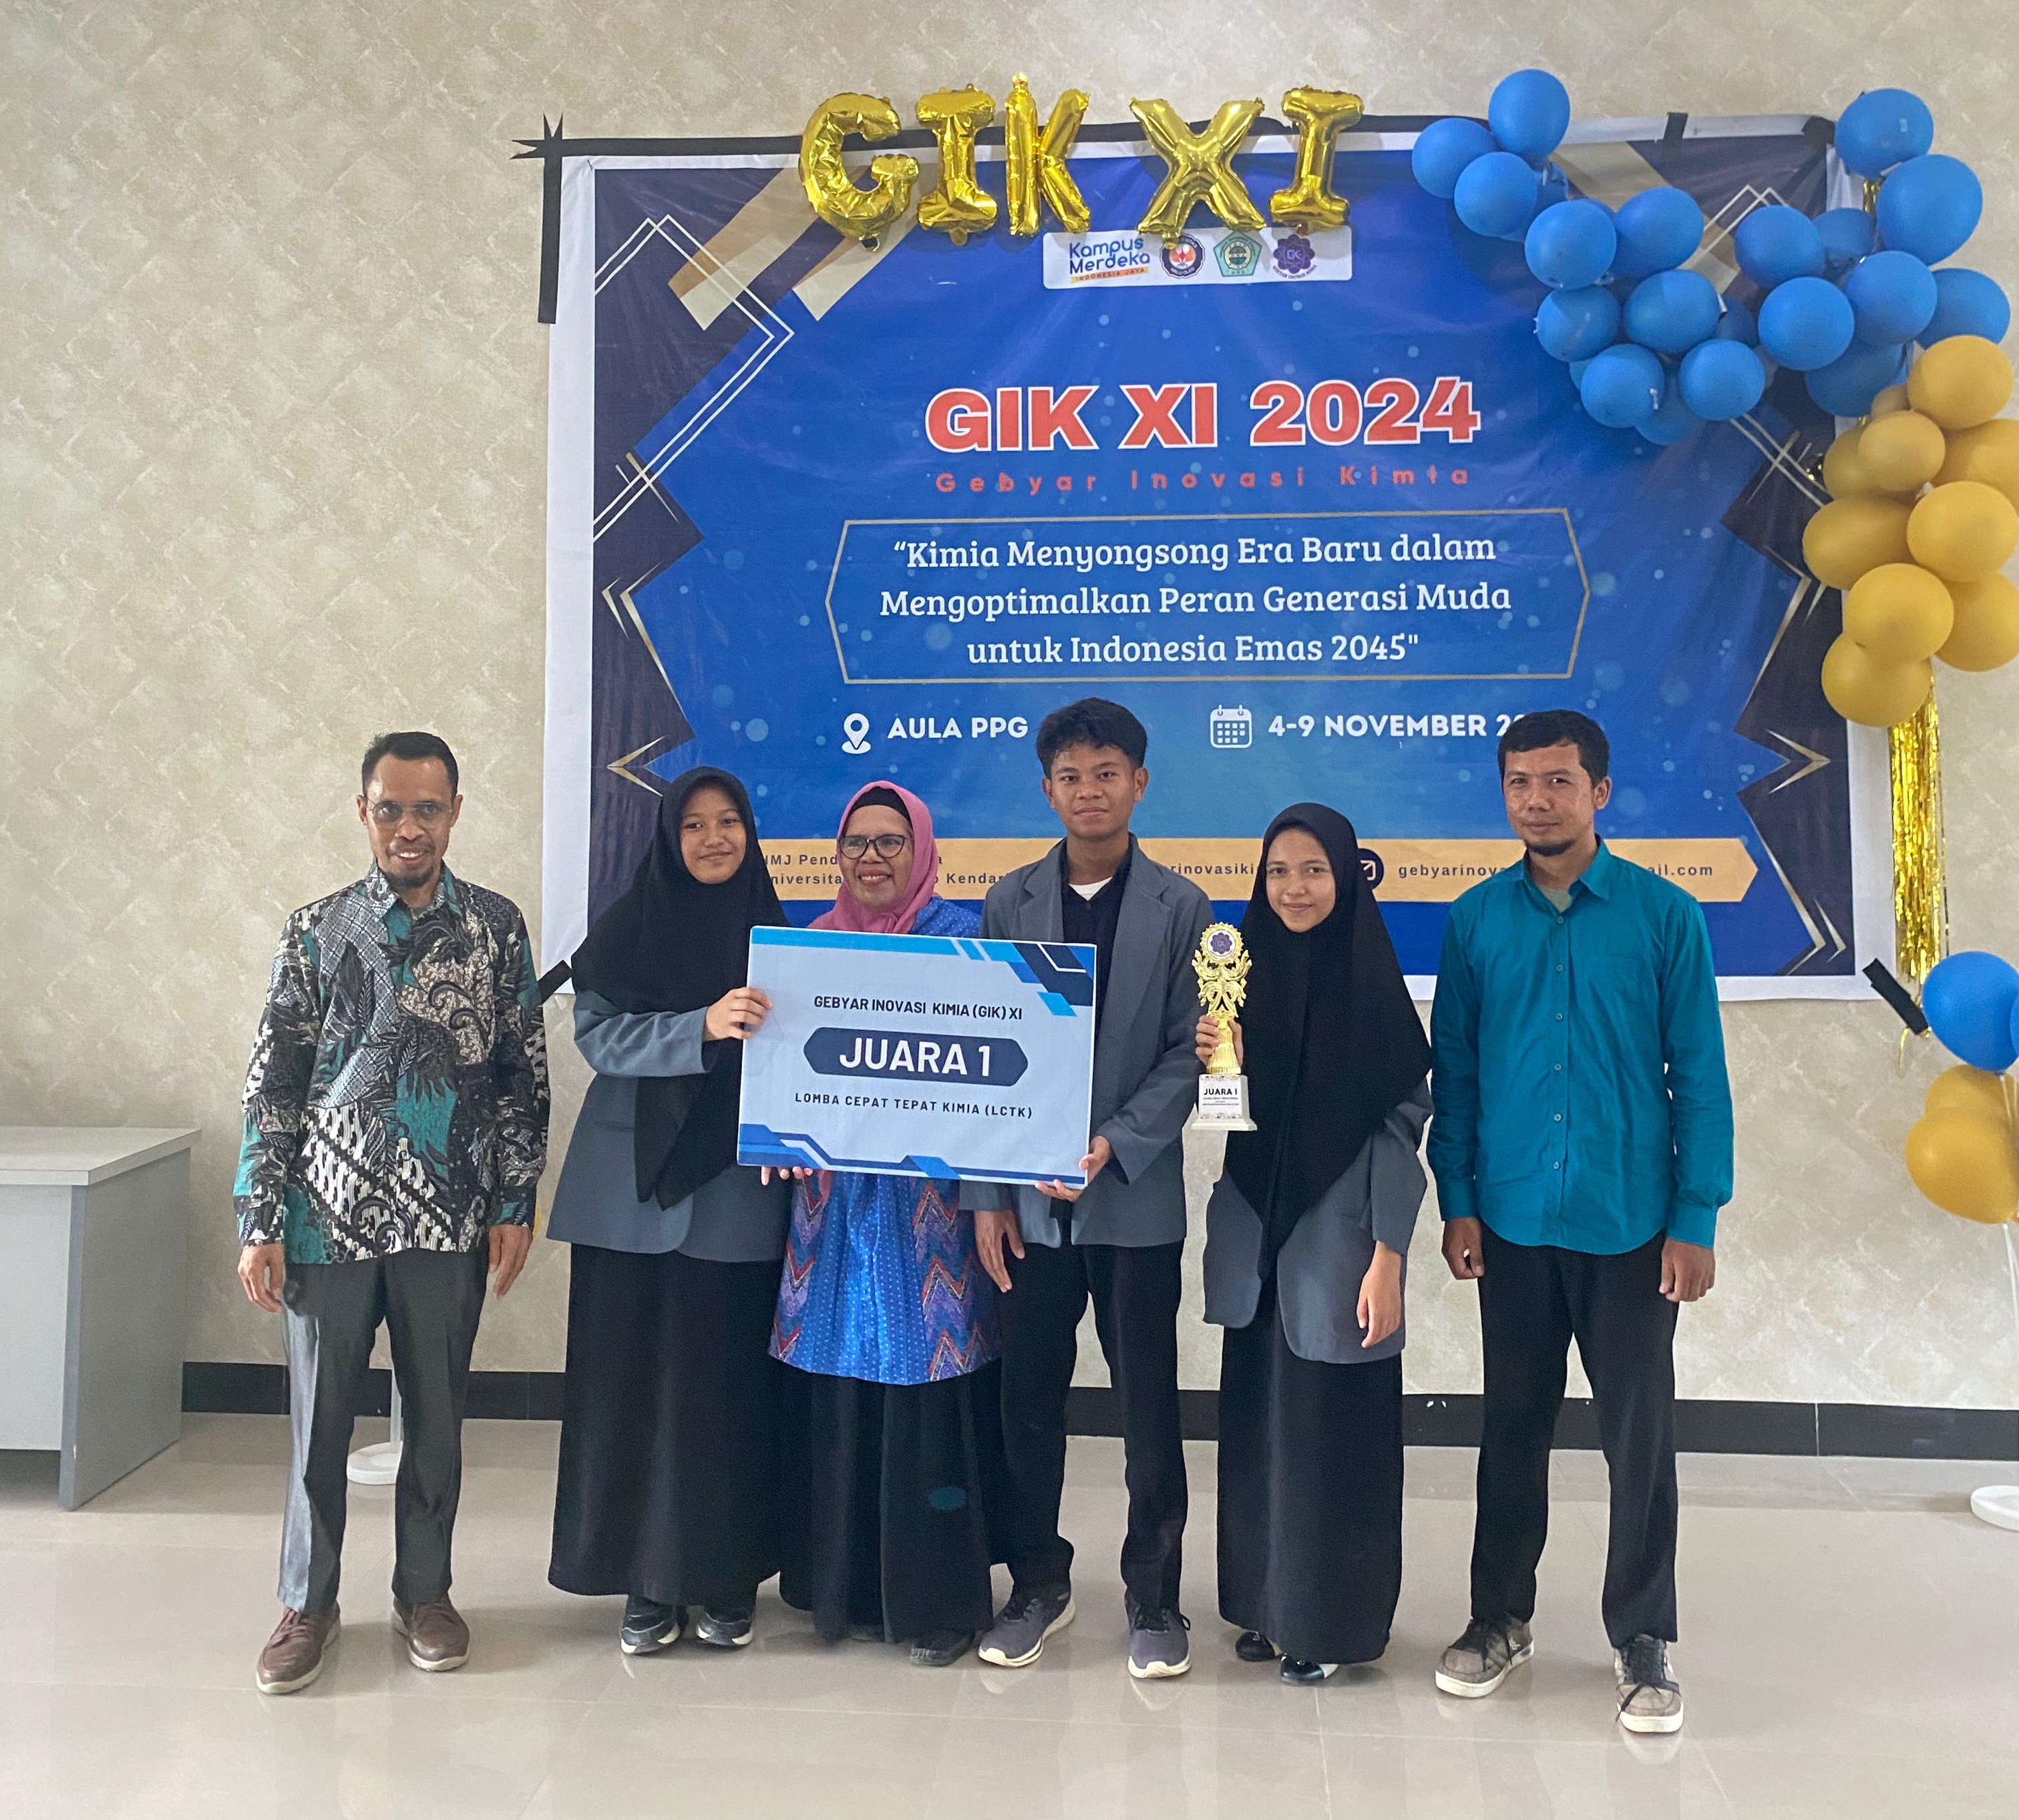 GIK XI
Kampus
Merdeka
INDONESIA JAYA
GIK XI 2024
Gebyar Inovasi Kimia
“Kimia Menyongsong Era Baru dalam
Mengoptimalkan Peran Generasi Muda
untuk Indonesia Emas 2045"
AULA PPG
4-9 NOVEMBER
GEBYAR INOVASI KIMIA (GIK) XI
JUARA 1
LOMBA CEPAT TEPAT KIMIA (LCTK)
JUARA 1